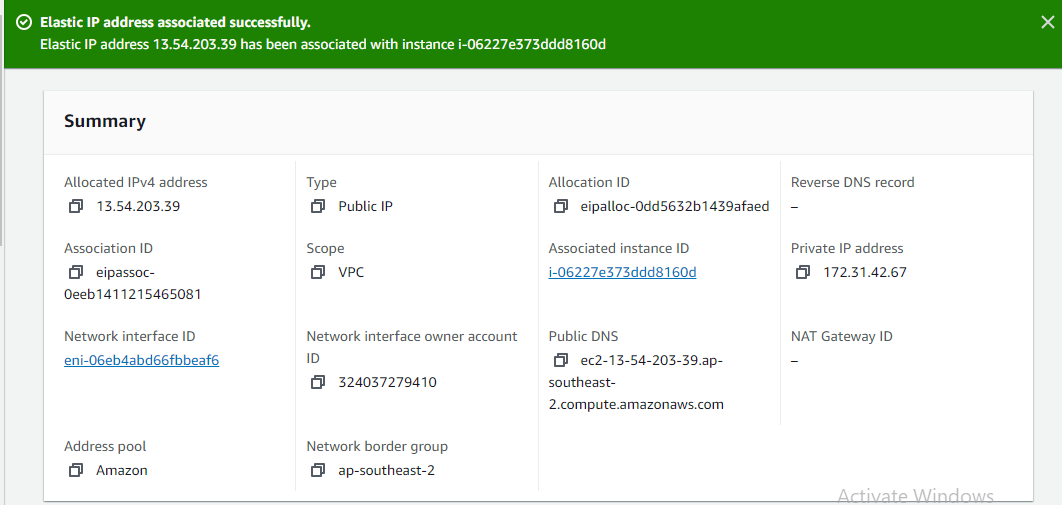 Elastic IP address associated successfully.
Elastic IP address 13.54.203.39 has been associated with instance i-06227e373ddd8160d
Summary
Allocated IPv4 address
13.54.203.39
Type
Public IP
Allocation ID
eipalloc-0dd5632b1439afaed
Reverse DNS record
–
Association ID
eipassoc-
0eeb1411215465081
Scope
VPC
Associated instance ID
i-06227e373ddd8160d
Private IP address
172.31.42.67
Network interface ID
eni-06eb4abd66fbbeaf6
Network interface owner account
ID
324037279410
Public DNS
ec2-13-54-203-39.ap-
southeast-
2.compute.amazonaws.com
NAT Gateway ID
–
Address pool
Amazon
Network border group
ap-southeast-2
Activate Windows